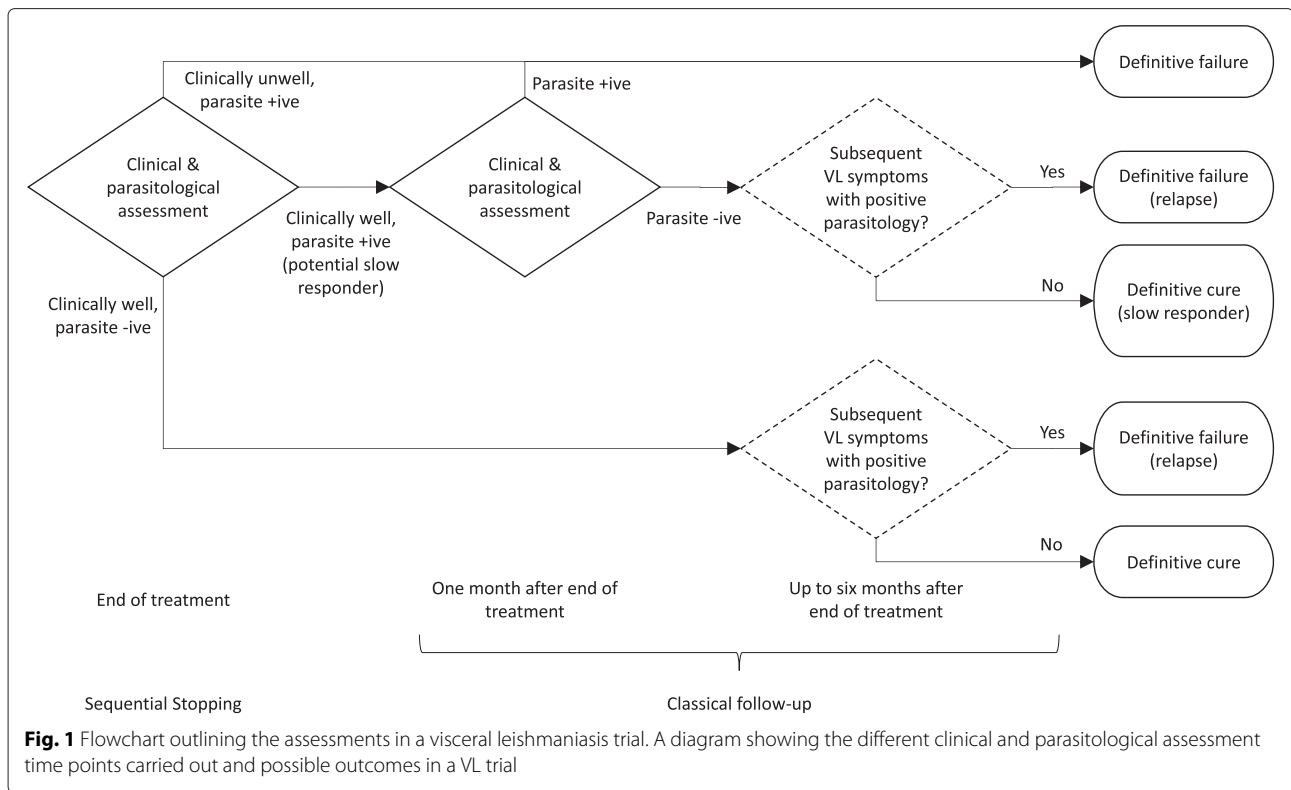 Clinically unwell,
parasite +ive
Parasite +ive
Definitive failure
Clinical &
parasitological
assessment
Clinically well,
parasite +ive
(potential slow
responder)
Clinical &
parasitological
assessment
Parasite -ive
Subsequent
VL symptoms
with positive
parasitology?
Yes
Definitive failure
(relapse)
No
Definitive cure
(slow responder)
Clinically well,
parasite -ive
Subsequent
VL symptoms
with positive
parasitology?
Yes
Definitive failure
(relapse)
No
Definitive cure
End of treatment
One month after end of
treatment
Up to six months after
end of treatment
Sequential Stopping
Classical follow-up
Fig. 1 Flowchart outlining the assessments in a visceral leishmaniasis trial. A diagram showing the different clinical and parasitological assessment
time points carried out and possible outcomes in a VL trial